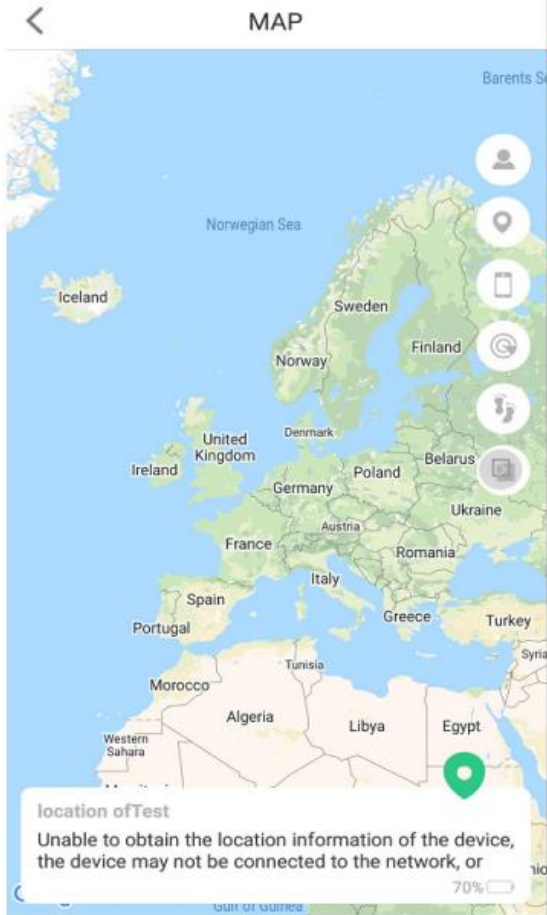 MAP
Barents Se
Norwegian Sea
Iceland
Sweden
Finland
Norway
Denmark
United
Kingdom
Ireland
Belarus
Poland
Germany
Ukraine
Austria
France
Romania
Italy
Spain
Greece
Turkey
Portugal
Syria
Tunisia
Morocco
Algeria
Libya
Egypt
Western
Sahara
location ofTest
Unable to obtain the location information of the device,
the device may not be connected to the network, or
70%
Gulf of Guinea